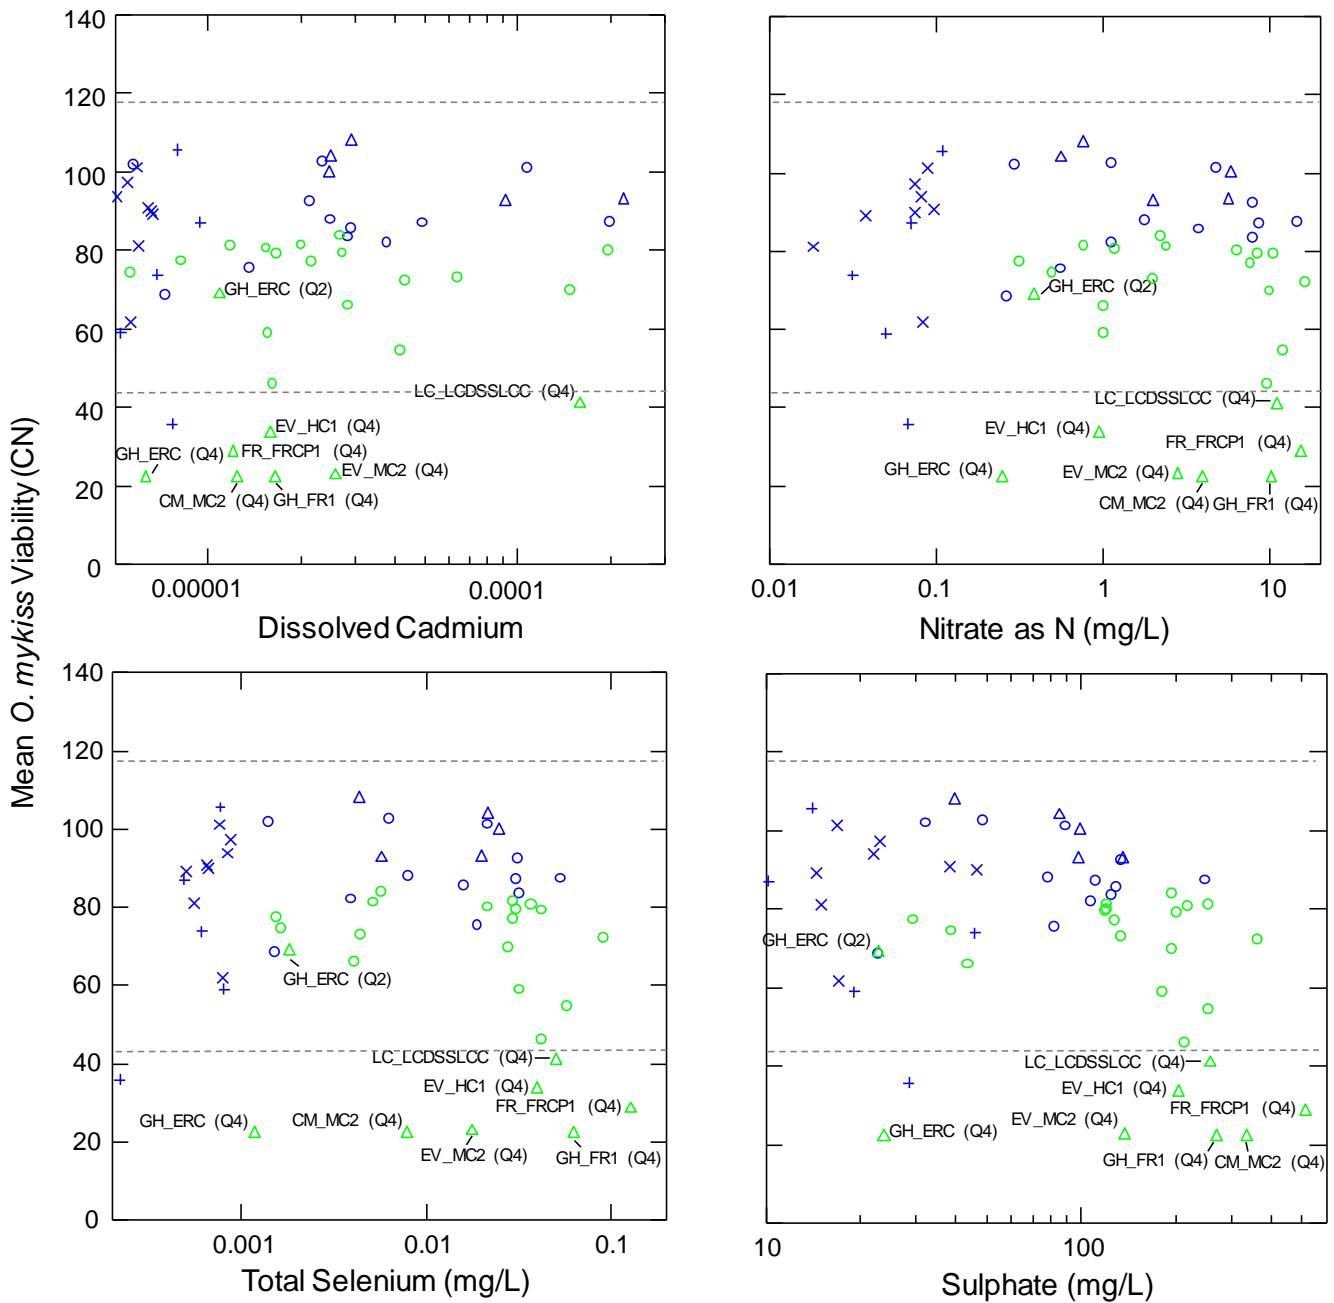 Mean O. mykiss Viability (CN)
140
120
100
80
60
40
20
0
GH_ERC (Q2)
LC_LCDSSLCC (Q4)
EV_HC1 (Q4)
GH_ERC (Q4)
FR_FRCP1 (Q4)
EV_MC2 (Q4)
CM_MC2 (Q4)
GH_FR1 (Q4)
0.00001
0.0001
Dissolved Cadmium
GH_ERC (Q2)
LC_LCDSSLCC (Q4)
EV_HC1 (Q4)
FR_FRCP1 (Q4)
GH_ERC (Q4)
EV_MC2 (Q4)
CM_MC2 (Q4)
GH_FR1 (Q4)
0.01
0.1
1
10
Nitrate as N (mg/L)
140
120
100
80
60
40
20
0
GH_ERC (Q2)
LC_LCDSSLCC (Q4)
EV_HC1 (Q4)
FR_FRCP1 (Q4)
GH_ERC (Q4)
CM_MC2 (Q4)
EV_MC2 (Q4)
GH_FR1 (Q4)
0.001
0.01
0.1
Total Selenium (mg/L)
GH_ERC (Q2)
LC_LCDSSLCC (Q4)
EV_HC1 (Q4)
FR_FRCP1 (Q4)
EV_MC2 (Q4)
GH_ERC (Q4)
GH_FR1 (Q4)
CM_MC2 (Q4)
10
100
Sulphate (mg/L)